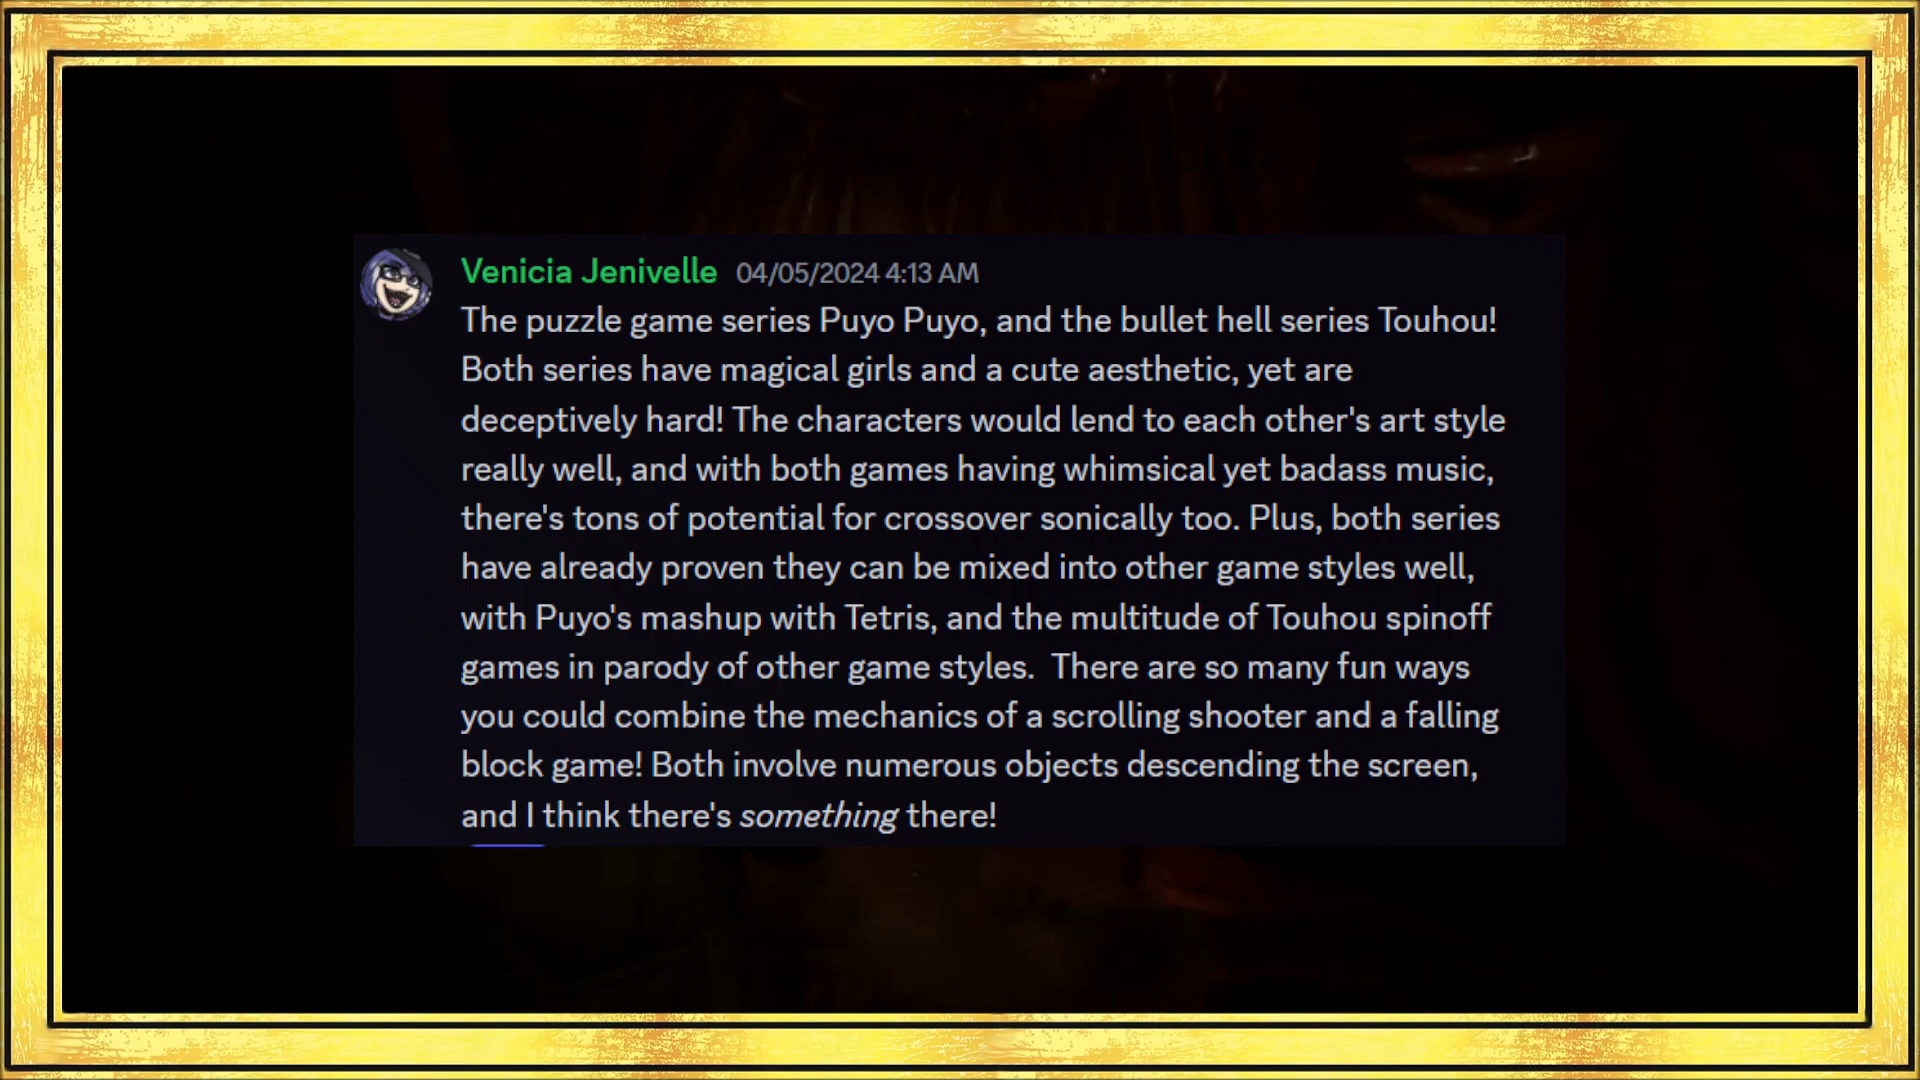 Venicia Jenivelle 04/05/2024 4:13 AM
The puzzle game series Puyo Puyo, and the bullet hell series Touhou!
Both series have magical girls and a cute aesthetic, yet are
deceptively hard! The characters would lend to each other's art style
really well, and with both games having whimsical yet badass music,
there's tons of potential for crossover sonically too. Plus, both series
have already proven they can be mixed into other game styles well,
with Puyo's mashup with Tetris, and the multitude of Touhou spinoff
games in parody of other game styles.  There are so many fun ways
you could combine the mechanics of a scrolling shooter and a falling
block game! Both involve numerous objects descending the screen,
and I think there's something there!